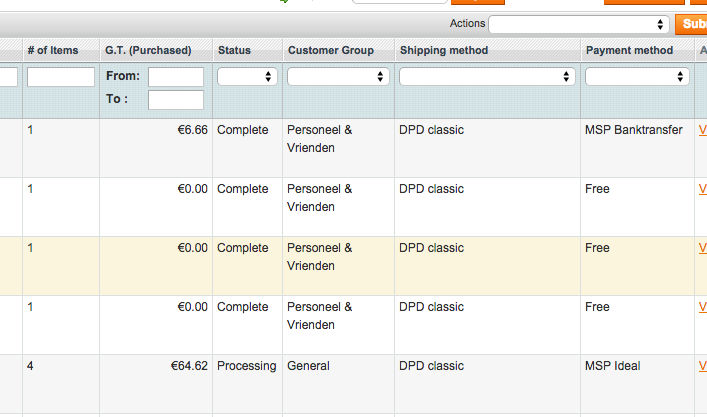 Actions Sub
# of Items G.T. (Purchased) Status Customer Group Shipping method Payment method A
From:
To :
1 €6.66 Complete Personeel & DPD classic MSP Banktransfer V
Vrienden
1 €0.00 Complete Personeel & DPD classic Free V
Vrienden
1 €0.00 Complete Personeel & DPD classic Free V
Vrienden
1 €0.00 Complete Personeel & DPD classic Free V
Vrienden
4 €64.62 Processing General DPD classic MSP Ideal V